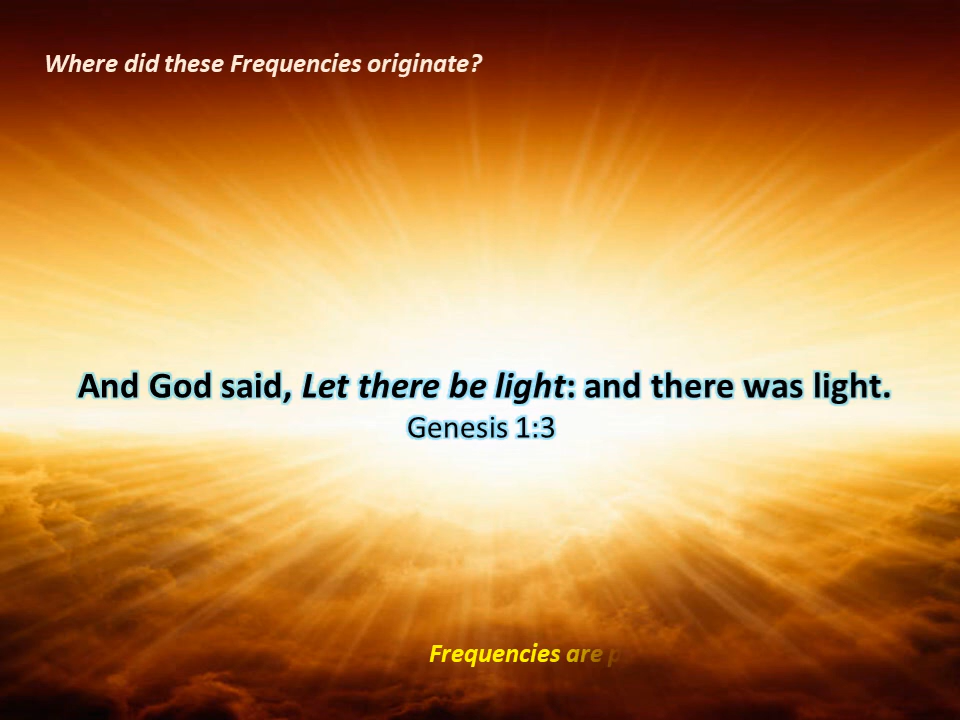 Where did these Frequencies originate?
And God said, Let there be light: and there was light.
Genesis 1:3
Frequencies are